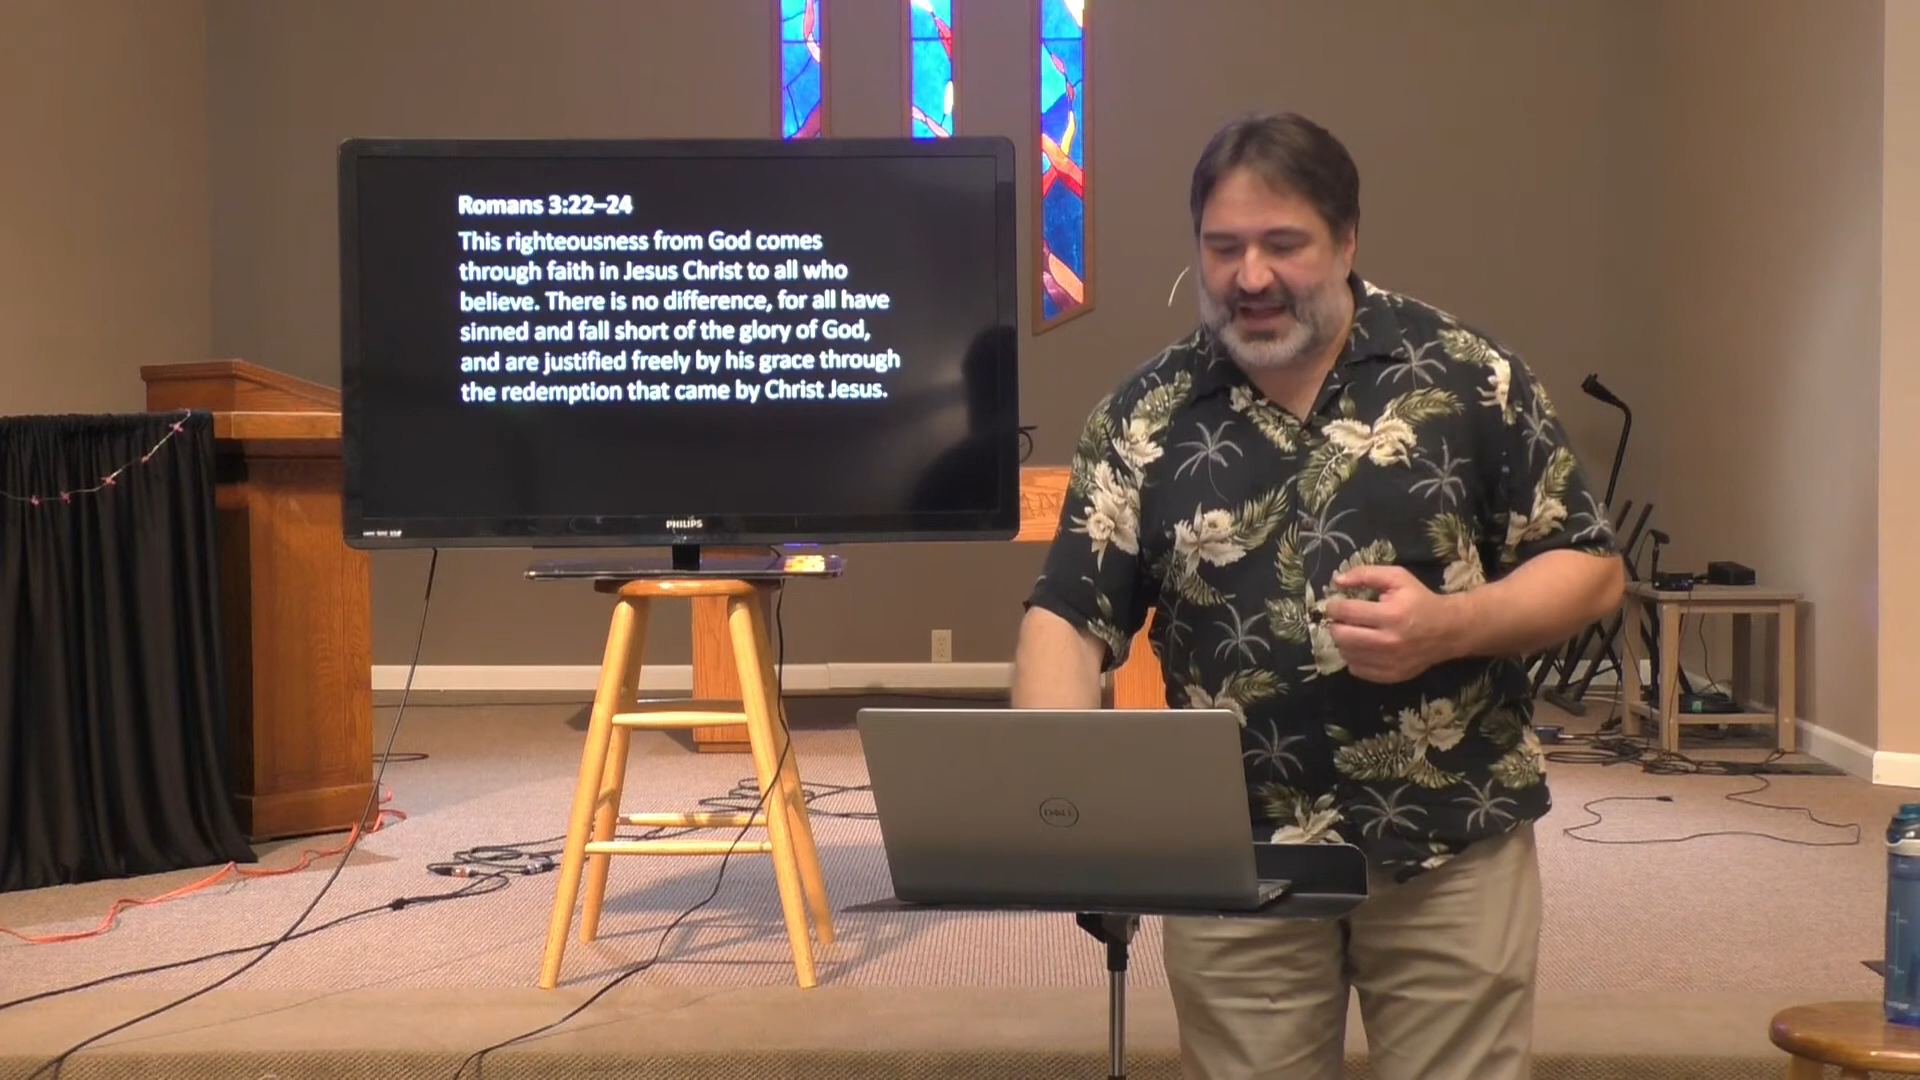 Romans 3:22–24
This righteousness from God comes
through faith in Jesus Christ to all who
believe. There is no difference, for all have
sinned and fall short of the glory of God,
and are justified freely by his grace through
the redemption that came by Christ Jesus.
PHILIPS
DELL